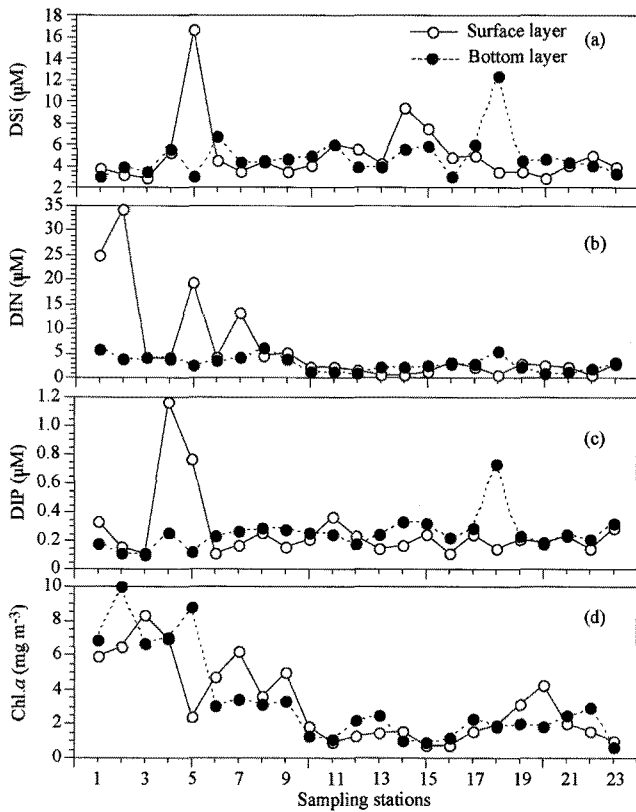 18
16
14
12
10
8
6
4
2
DSi (μM)
Surface layer
Bottom layer
(a)
35
30
25
20
15
10
5
0
DIN (μM)
(b)
1.2
1.0
0.8
0.6
0.4
0.2
0
DIP (μM)
(c)
10
8
6
4
2
0
Chl.a (mg m⁻³)
(d)
1 3 5 7 9 11 13 15 17 19 21 23
Sampling stations